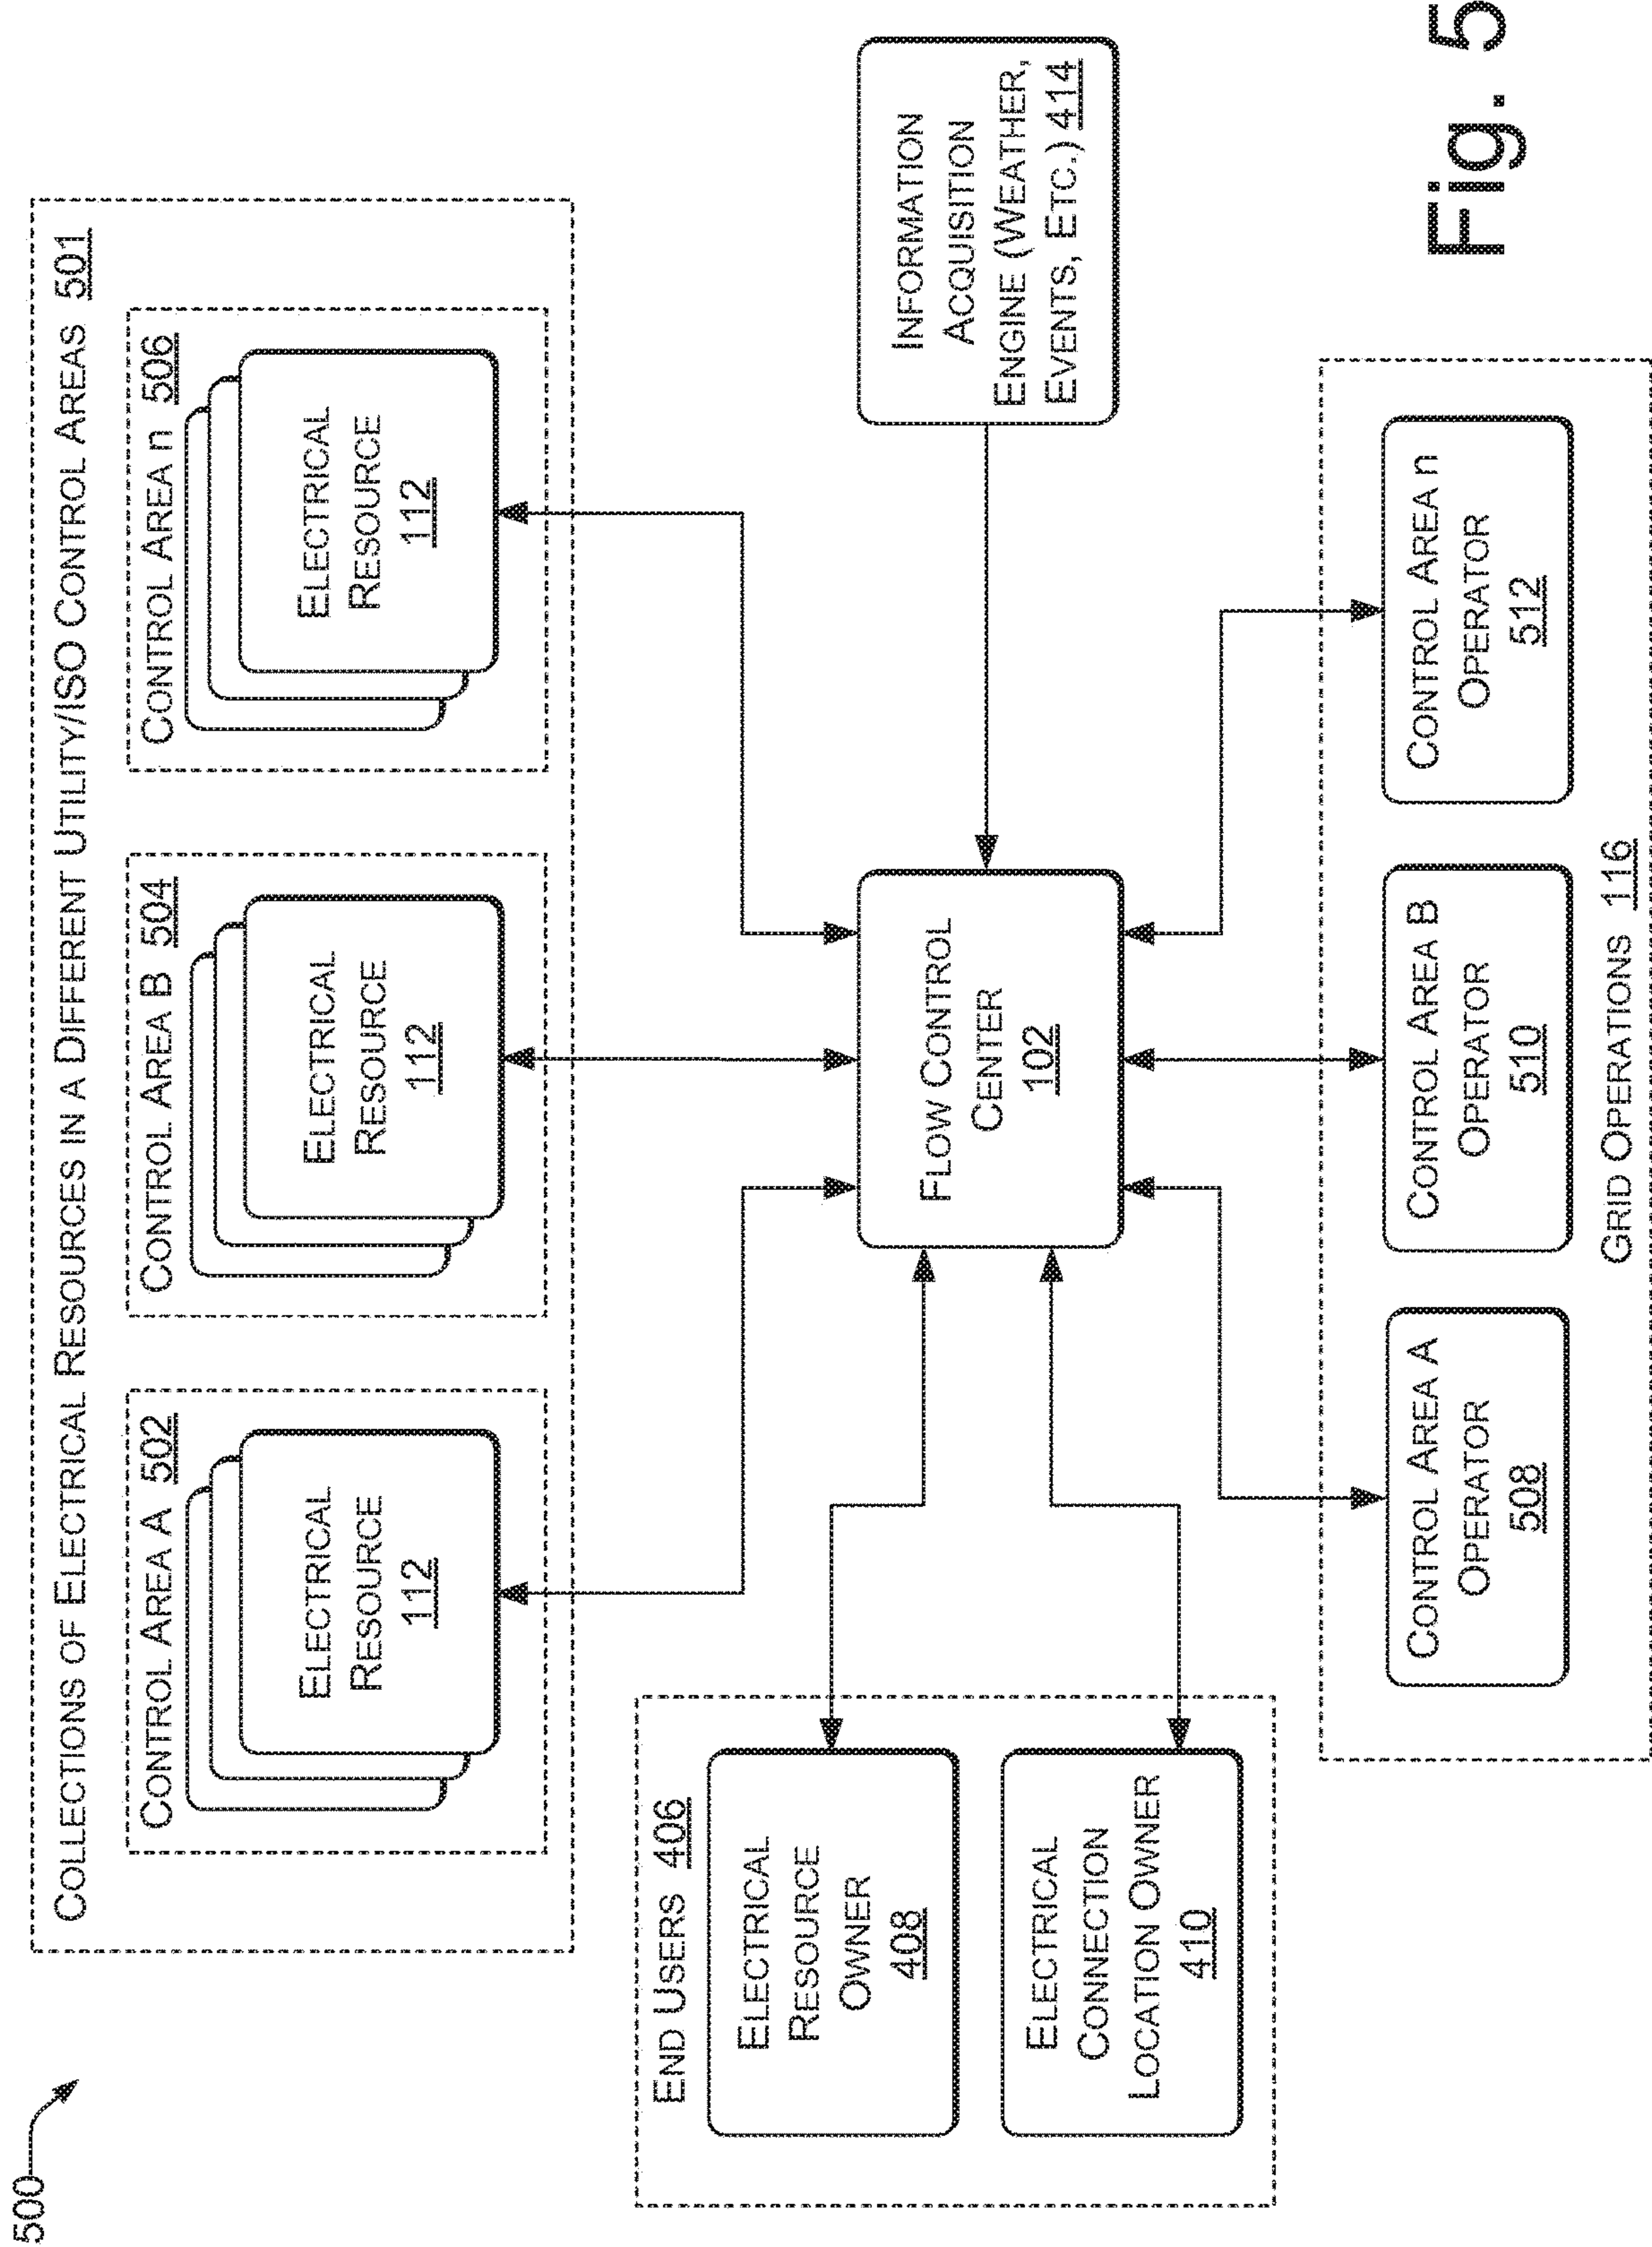 500
COLLECTIONS OF ELECTRICAL RESOURCES IN A DIFFERENT UTILITY/ISO CONTROL AREAS 501
CONTROL AREA A 502
ELECTRICAL
RESOURCE
112
CONTROL AREA B 504
ELECTRICAL
RESOURCE
112
CONTROL AREA n 506
ELECTRICAL
RESOURCE
112
END USERS 406
ELECTRICAL
RESOURCE
OWNER
408
ELECTRICAL
CONNECTION
LOCATION OWNER
410
FLOW CONTROL
CENTER
102
INFORMATION
ACQUISITION
ENGINE (WEATHER,
EVENTS, ETC.) 414
CONTROL AREA A
OPERATOR
508
CONTROL AREA B
OPERATOR
510
CONTROL AREA n
OPERATOR
512
GRID OPERATIONS 116
Fig. 5